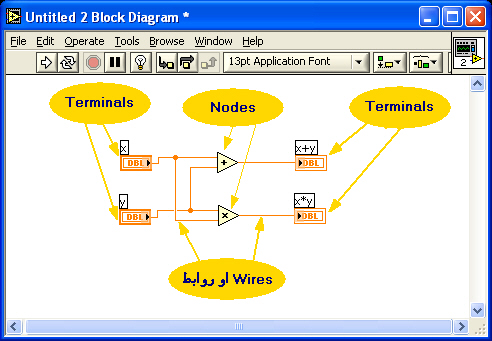 Untitled 2 Block Diagram *
File Edit Operate Tools Browse Window Help
13pt Application Font
2
Terminals
Nodes
Terminals
x
DBL
+
x+y
DBL
y
DBL
×
x*y
DBL
او روابط Wires